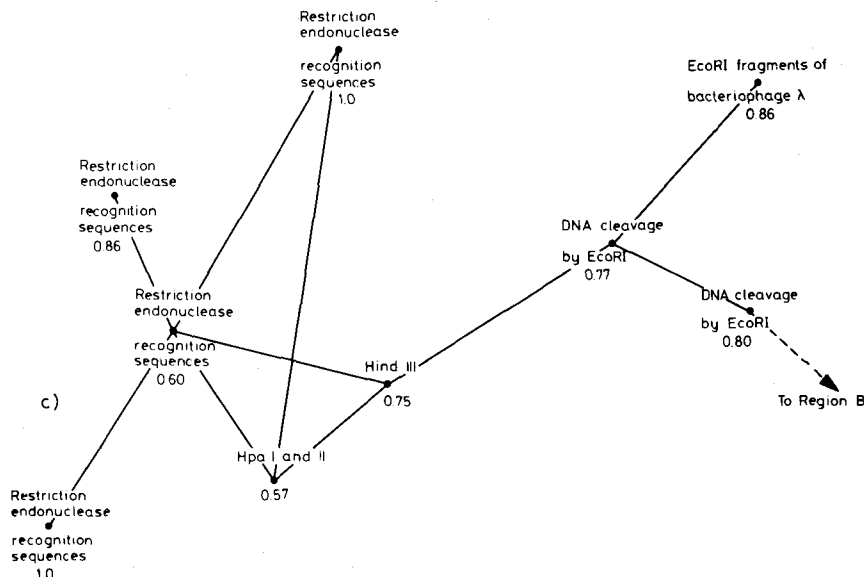 Restriction
endonuclease
recognition
sequences
1.0
EcoRI fragments of
bacteriophage λ
0.86
Restriction
endonuclease
recognition
sequences
0.86
DNA cleavage
by EcoRI
0.77
Restriction
endonuclease
recognition
sequences
0.60
DNA cleavage
by EcoRI
0.80
To Region B
Hind III
0.75
c)
Hpa I and II
0.57
Restriction
endonuclease
recognition
sequences
1.0